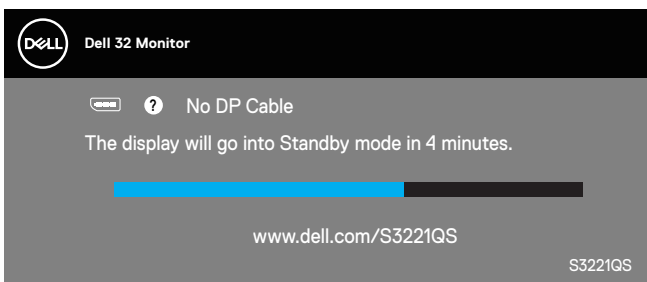 DELL
Dell 32 Monitor
? No DP Cable
The display will go into Standby mode in 4 minutes.
www.dell.com/S3221QS
S3221QS